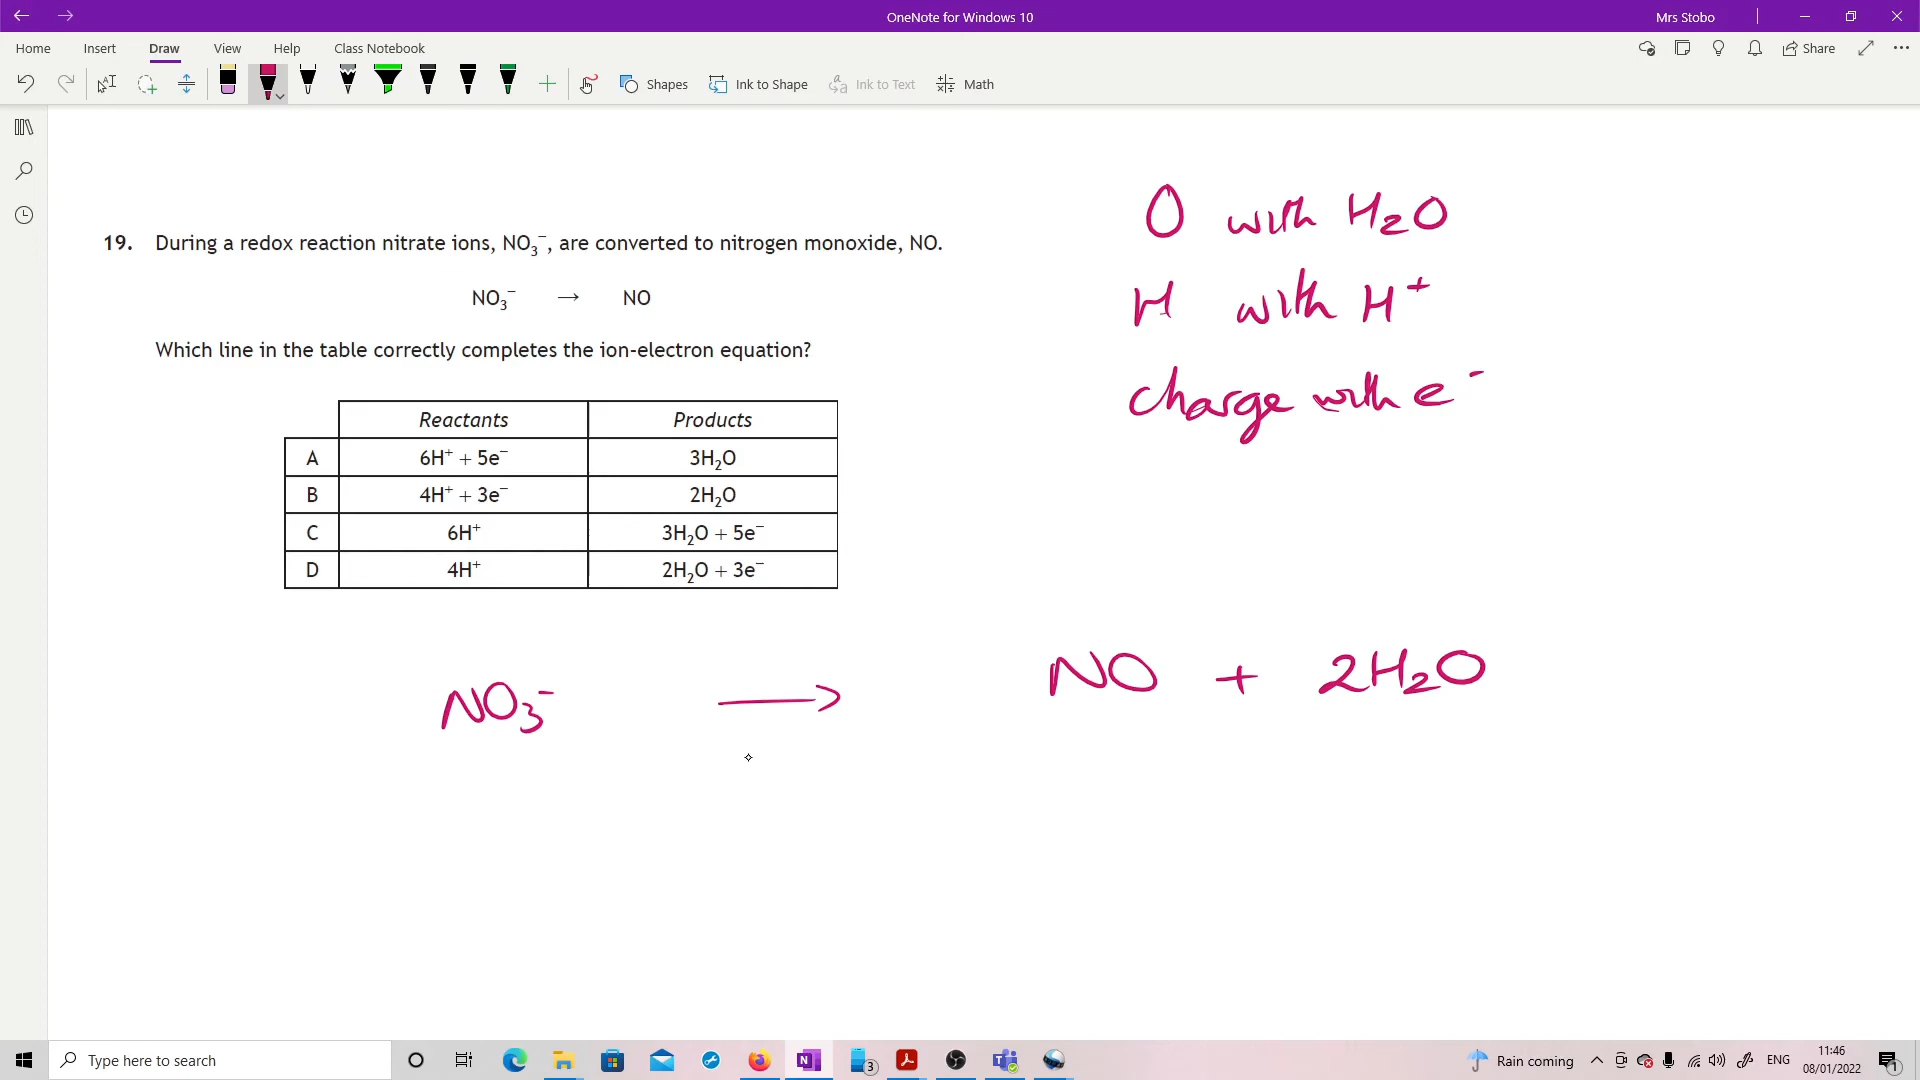 OneNote for Windows 10
Mrs Stobo
Home Insert Draw View Help Class Notebook
Share
Shapes Ink to Shape Ink to Text Math
O with H₂O
19. During a redox reaction nitrate ions, NO₃⁻, are converted to nitrogen monoxide, NO.
NO₃⁻ → NO
H with H⁺
Which line in the table correctly completes the ion-electron equation?
charge with e⁻
Reactants Products
A 6H⁺ + 5e⁻ 3H₂O
B 4H⁺ + 3e⁻ 2H₂O
C 6H⁺ 3H₂O + 5e⁻
D 4H⁺ 2H₂O + 3e⁻
NO₃⁻ → NO + 2H₂O
Type here to search
3
Rain coming
ENG
11:46
08/01/2022
1